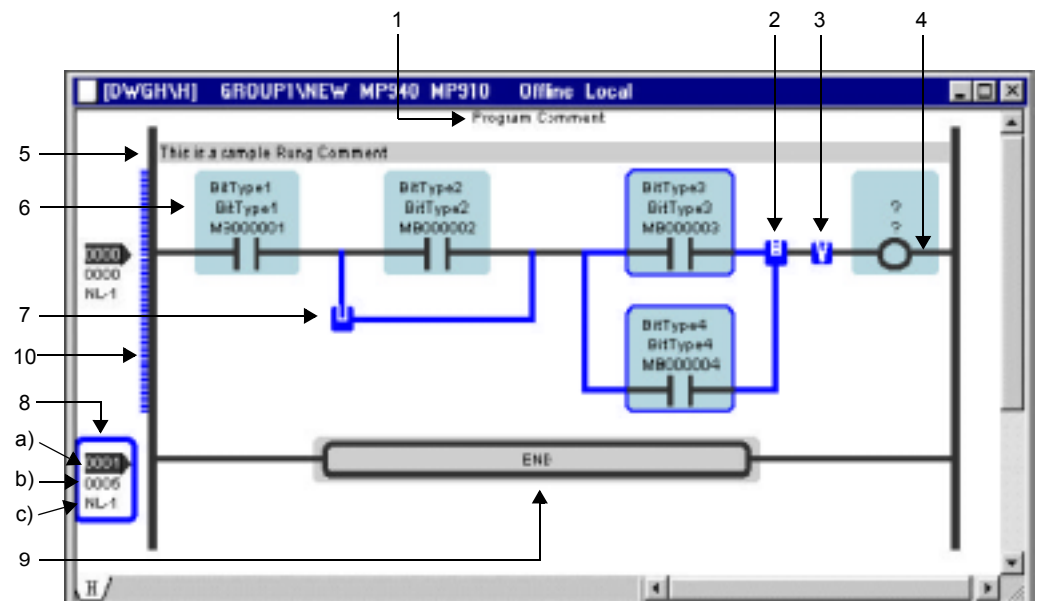 1 2 3 4
[DWGH\H] GROUP1\NEW MP940 MP910 Offline Local
Program Comment
5
This is a sample Rung Comment
6
BitType1
BitType1
MB000001
BitType2
BitType2
MB000002
BitType3
BitType3
MB000003
?
?
0000
0000
NL-1
7
10
BitType4
BitType4
MB000004
8
a)
0001
b)
0006
c)
NL-1
END
9
H